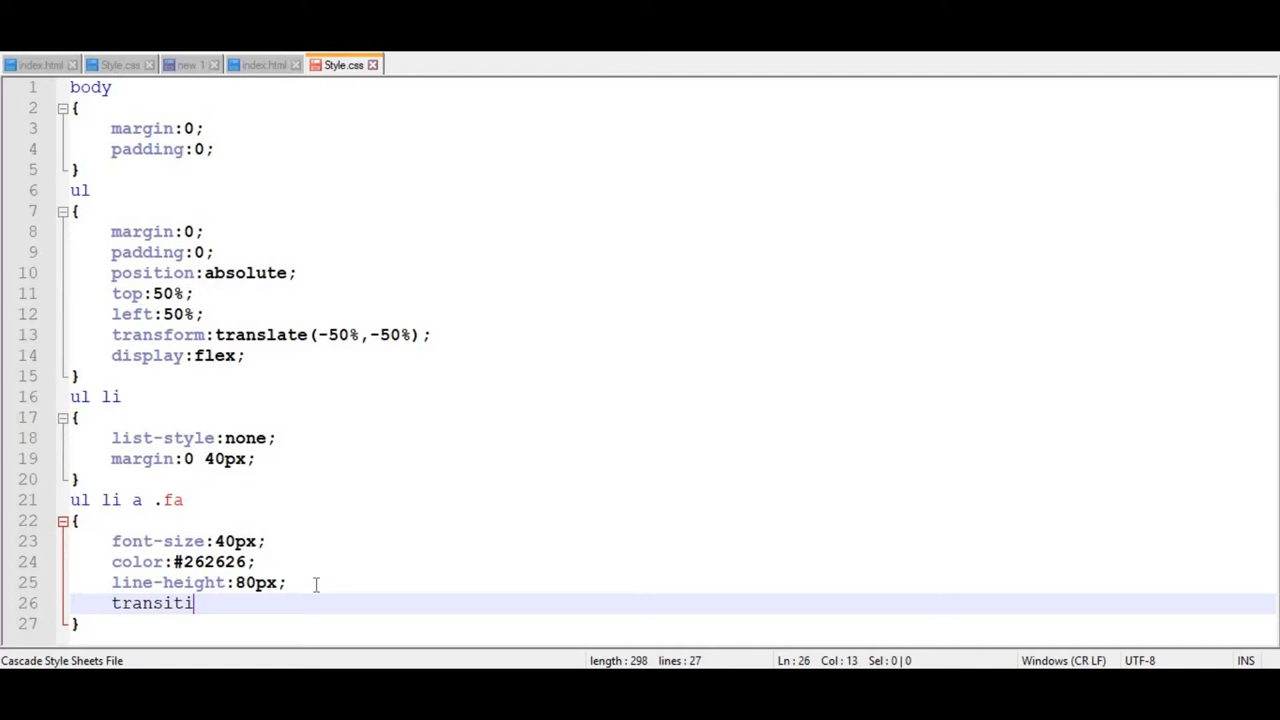 index.html Style.css new 1 index.html Style.css
1 body
2 {
3 margin:0;
4 padding:0;
5 }
6 ul
7 {
8 margin:0;
9 padding:0;
10 position:absolute;
11 top:50%;
12 left:50%;
13 transform:translate(-50%,-50%);
14 display:flex;
15 }
16 ul li
17 {
18 list-style:none;
19 margin:0 40px;
20 }
21 ul li a .fa
22 {
23 font-size:40px;
24 color:#262626;
25 line-height:80px;
26 transiti
27 }
Cascade Style Sheets File length : 298 lines : 27 Ln : 26 Col : 13 Sel : 0 | 0 Windows (CR LF) UTF-8 INS